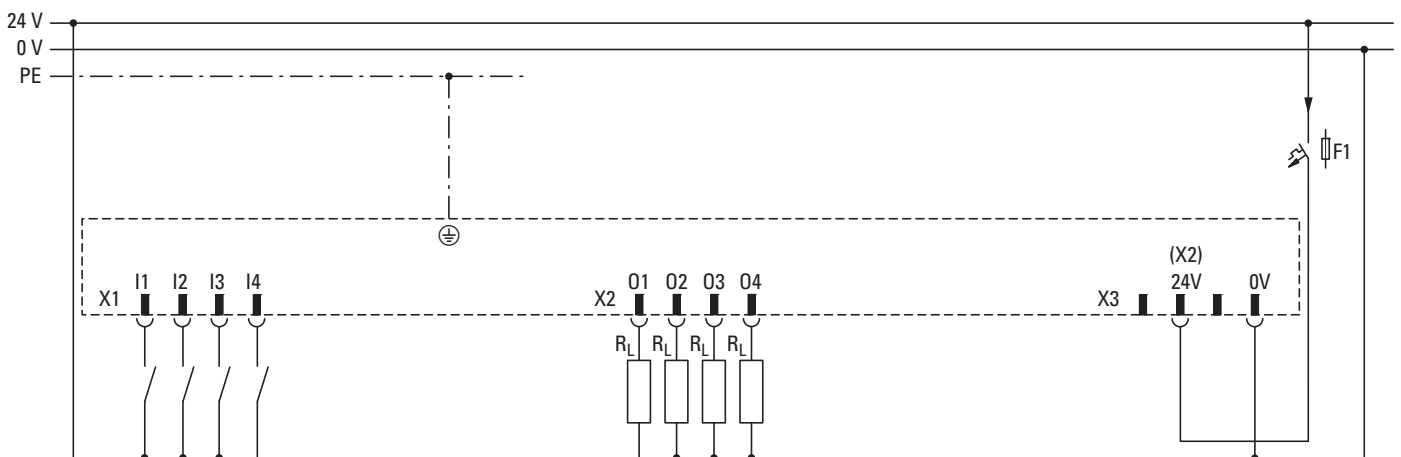 24 V
0 V
PE
F1
(X2)
X1 I1 I2 I3 I4 X2 O1 O2 O3 O4 X3 24V 0V
RL RL RL RL